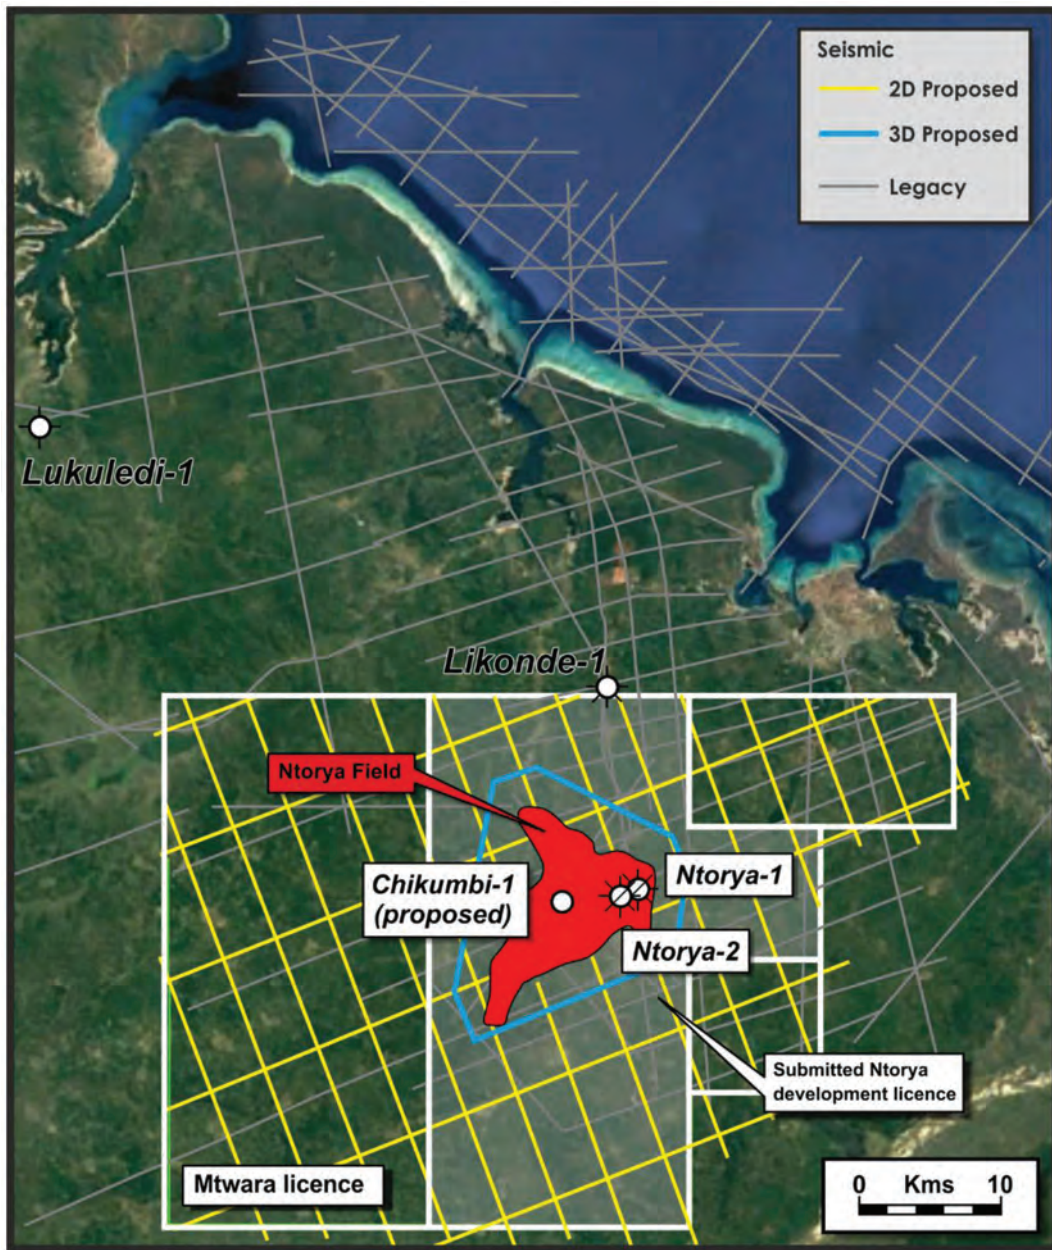 Seismic
2D Proposed
3D Proposed
Legacy
Lukuledi-1
Likonde-1
Ntorya Field
Chikumbi-1
(proposed)
Ntorya-1
Ntorya-2
Submitted Ntorya
development licence
Mtwara licence
0 Kms 10